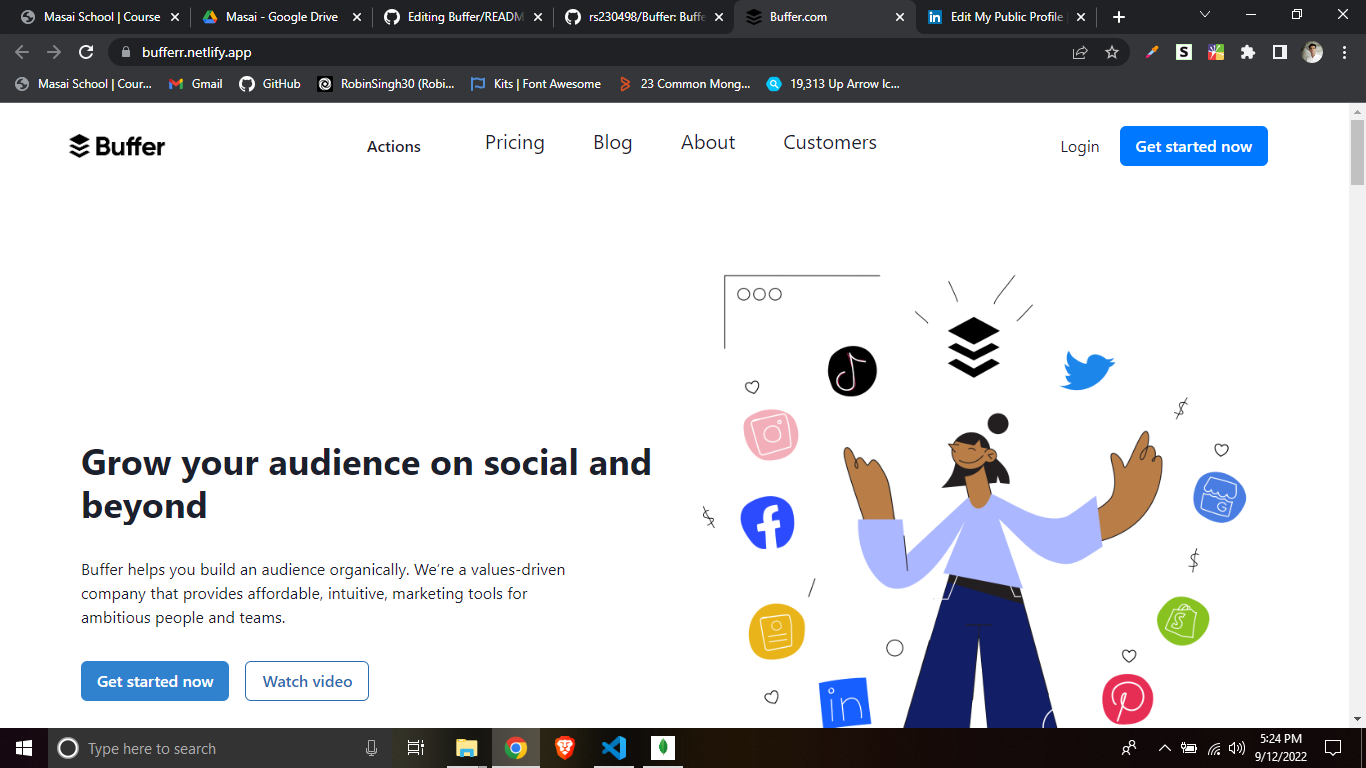 Masai School | Course
Masai - Google Drive
Editing Buffer/READM
rs230498/Buffer: Buffe
Buffer.com
Edit My Public Profile
bufferr.netlify.app
S
Masai School | Cour...
Gmail
GitHub
RobinSingh30 (Robi...
Kits | Font Awesome
23 Common Mong...
19,313 Up Arrow Ic...
Buffer
Actions
Pricing
Blog
About
Customers
Login
Get started now
Grow your audience on social and
beyond
Buffer helps you build an audience organically. We’re a values-driven
company that provides affordable, intuitive, marketing tools for
ambitious people and teams.
Get started now
Watch video
$
$
$
f
G
S
in
Type here to search
5:24 PM
9/12/2022